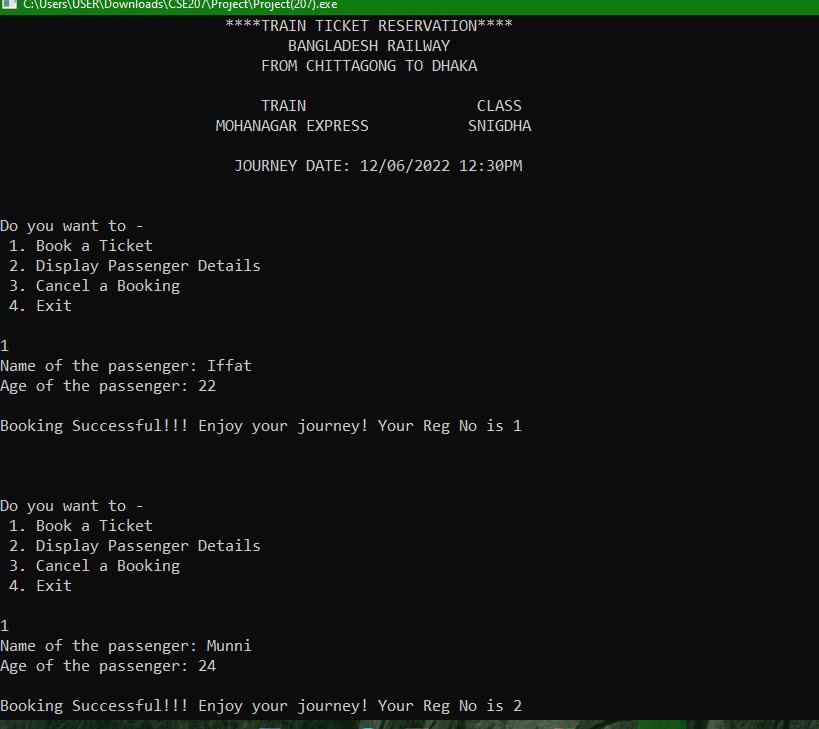 C:\Users\USER\Downloads\CSE207\Project\Project(207).exe
****TRAIN TICKET RESERVATION****
BANGLADESH RAILWAY
FROM CHITTAGONG TO DHAKA
TRAIN CLASS
MOHANAGAR EXPRESS SNIGDHA
JOURNEY DATE: 12/06/2022 12:30PM
Do you want to -
1. Book a Ticket
2. Display Passenger Details
3. Cancel a Booking
4. Exit
1
Name of the passenger: Iffat
Age of the passenger: 22
Booking Successful!!! Enjoy your journey! Your Reg No is 1
Do you want to -
1. Book a Ticket
2. Display Passenger Details
3. Cancel a Booking
4. Exit
1
Name of the passenger: Munni
Age of the passenger: 24
Booking Successful!!! Enjoy your journey! Your Reg No is 2